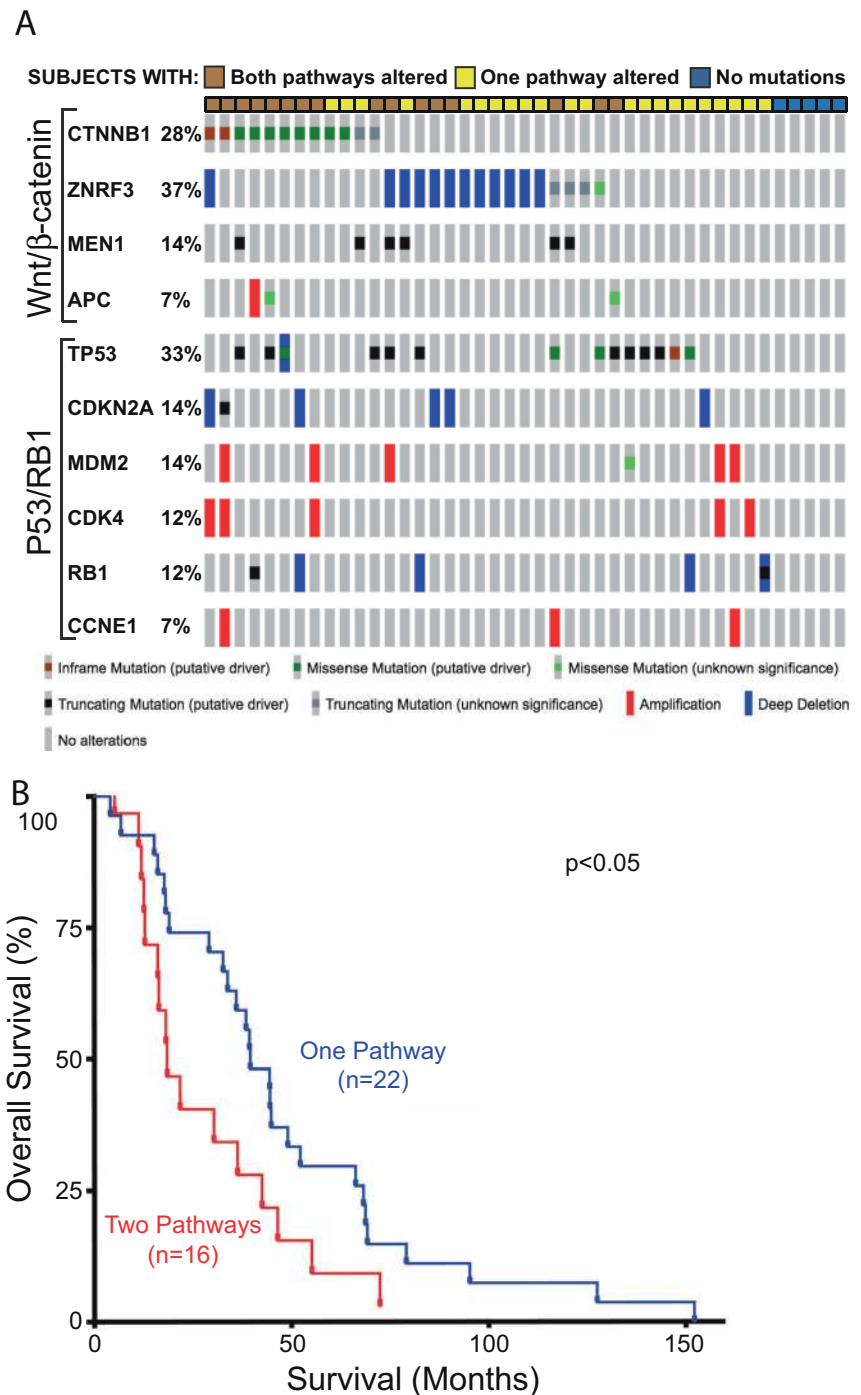 A
SUBJECTS WITH: Both pathways altered One pathway altered No mutations
Wnt/β-catenin
CTNNB1 28%
ZNRF3 37%
MEN1 14%
APC 7%
P53/RB1
TP53 33%
CDKN2A 14%
MDM2 14%
CDK4 12%
RB1 12%
CCNE1 7%
Inframe Mutation (putative driver) Missense Mutation (putative driver) Missense Mutation (unknown significance)
Truncating Mutation (putative driver) Truncating Mutation (unknown significance) Amplification Deep Deletion
No alterations
B
100
p<0.05
75
Overall Survival (%)
One Pathway
(n=22)
50
25
Two Pathways
(n=16)
0
0 50 100 150
Survival (Months)